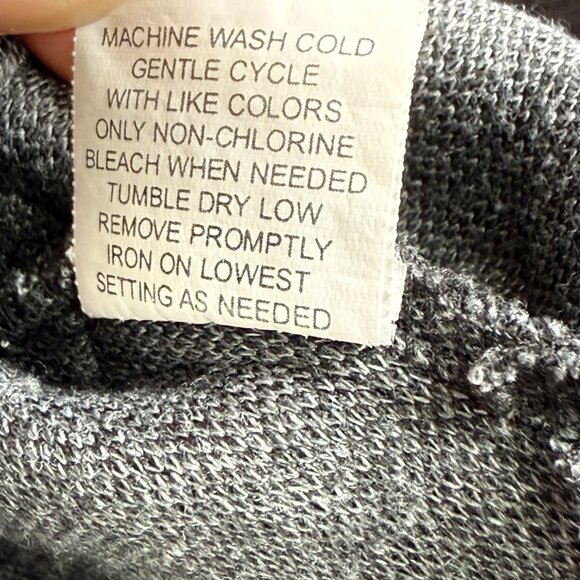 MACHINE WASH COLD
GENTLE CYCLE
WITH LIKE COLORS
ONLY NON-CHLORINE
BLEACH WHEN NEEDED
TUMBLE DRY LOW
REMOVE PROMPTLY
IRON ON LOWEST
SETTING AS NEEDED